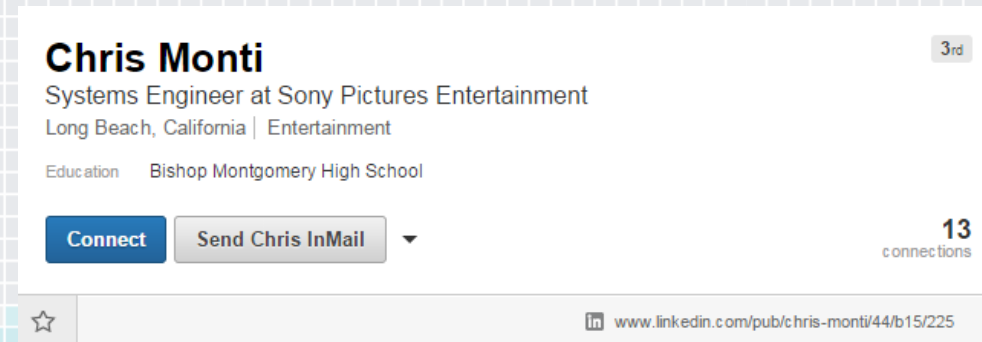 Chris Monti
3rd
Systems Engineer at Sony Pictures Entertainment
Long Beach, California | Entertainment
Education Bishop Montgomery High School
Connect Send Chris InMail
13
connections
in www.linkedin.com/pub/chris-monti/44/b15/225